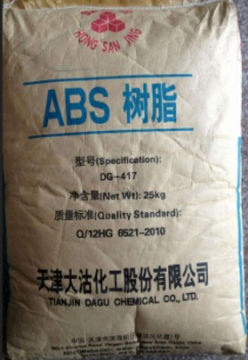 HONG SAN JING
ABS 树脂
型号(Specification):
DG-417
净含量(Net Wt): 25kg
质量标准(Quality Standard):
Q/12HG 6521-2010
天津大沽化工股份有限公司
TIANJIN DAGU CHEMICAL CO., LTD.